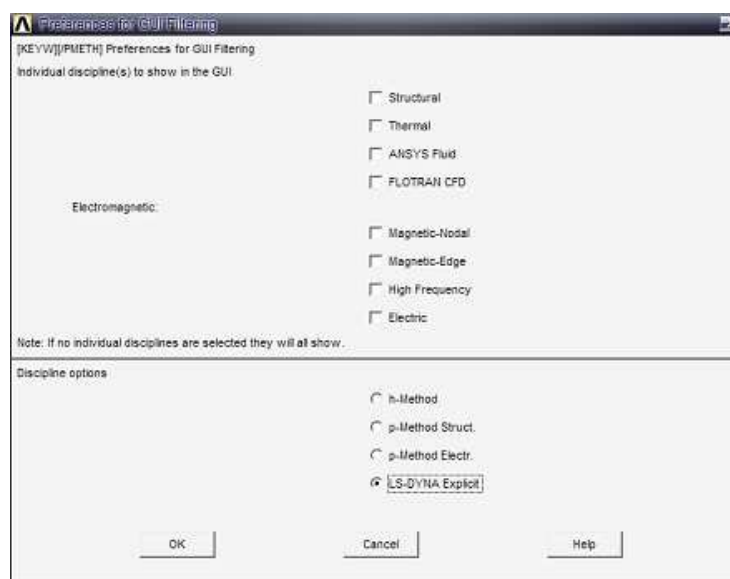 Preferences for GUI Filtering
[KEYW][/PMETH] Preferences for GUI Filtering
Individual discipline(s) to show in the GUI
Structural
Thermal
ANSYS Fluid
FLOTRAN CFD
Electromagnetic:
Magnetic-Nodal
Magnetic-Edge
High Frequency
Electric
Note: If no individual disciplines are selected they will all show.
Discipline options
h-Method
p-Method Struct.
p-Method Electr.
LS-DYNA Explicit
OK Cancel Help